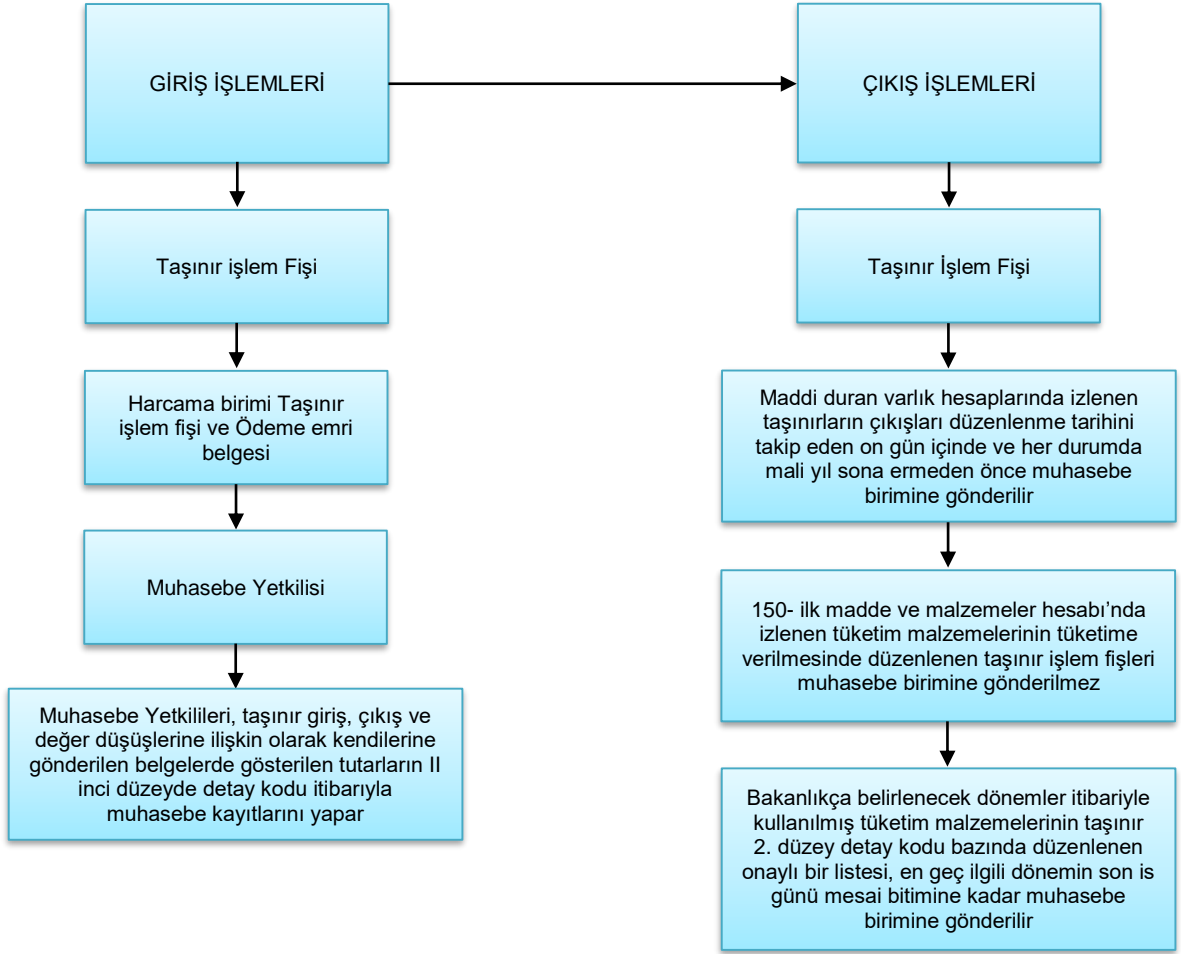 GİRİŞ İŞLEMLERİ
Taşınır işlem Fişi
Harcama birimi Taşınır
işlem fişi ve Ödeme emri
belgesi
Muhasebe Yetkilisi
Muhasebe Yetkilileri, taşınır giriş, çıkış ve
değer düşüşlerine ilişkin olarak kendilerine
gönderilen belgelerde gösterilen tutarların II
inci düzeyde detay kodu itibarıyla
muhasebe kayıtlarını yapar
ÇIKIŞ İŞLEMLERİ
Taşınır İşlem Fişi
Maddi duran varlık hesaplarında izlenen
taşınırların çıkışları düzenlenme tarihini
takip eden on gün içinde ve her durumda
mali yıl sona ermeden önce muhasebe
birimine gönderilir
150- ilk madde ve malzemeler hesabı’nda
izlenen tüketim malzemelerinin tüketime
verilmesinde düzenlenen taşınır işlem fişleri
muhasebe birimine gönderilmez
Bakanlıkça belirlenecek dönemler itibariyle
kullanılmış tüketim malzemelerinin taşınır
2. düzey detay kodu bazında düzenlenen
onaylı bir listesi, en geç ilgili dönemin son is
günü mesai bitimine kadar muhasebe
birimine gönderilir